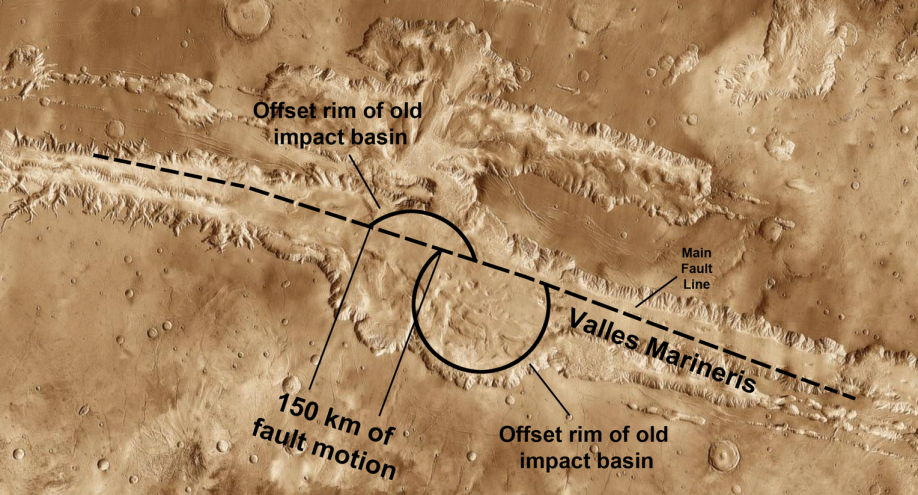 Offset rim of old
impact basin
Main
Fault
Line
Valles Marineris
150 km of
fault motion
Offset rim of old
impact basin